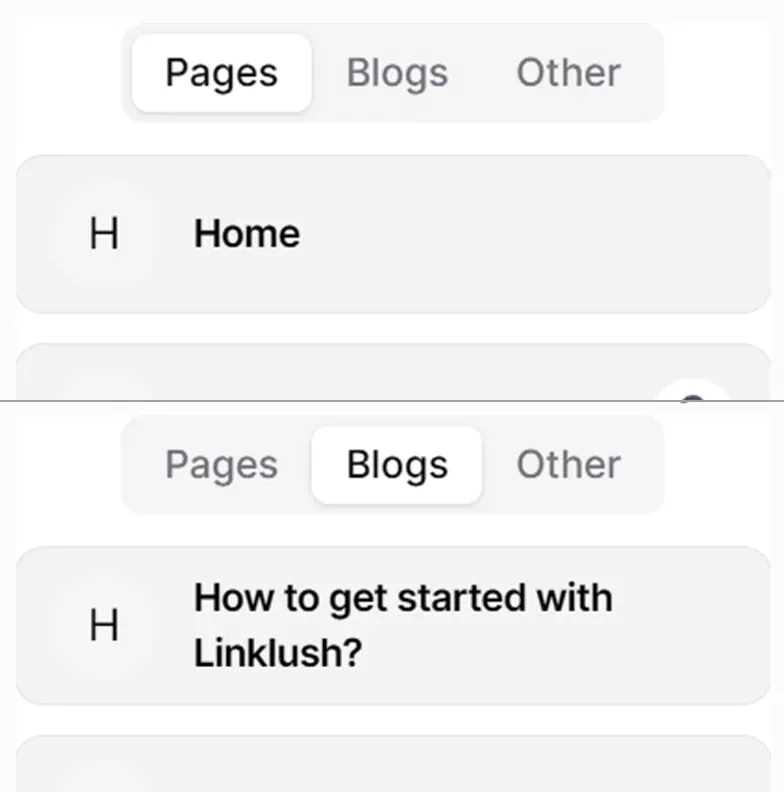 Pages Blogs Other
H Home
Pages Blogs Other
H How to get started with
Linklush?